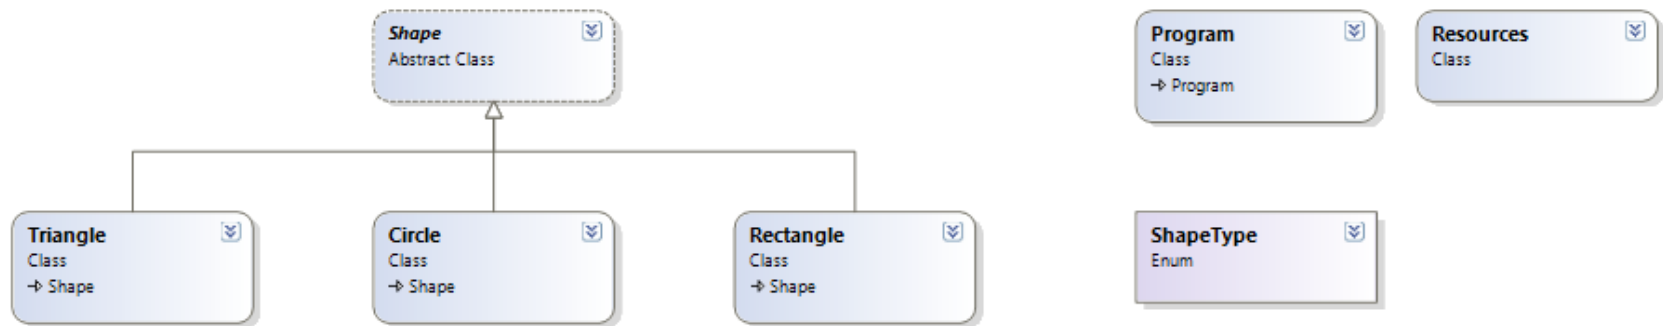 Shape
Abstract Class
Program
Class
Program
Resources
Class
Triangle
Class
Shape
Circle
Class
Shape
Rectangle
Class
Shape
ShapeType
Enum